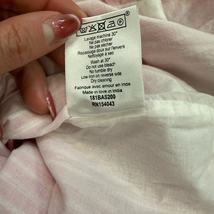 Lavage machine 30°
Ne pas chlorer
Ne pas sécher
Repassage doux sur l'envers
Nettoyage à sec
Wash at 30°
Do not use bleach
No tumble dry
Low iron on reverse side
Dry cleaning
Fabriqué avec amour en Inde
Made with love in India
181BAS200
RN154043